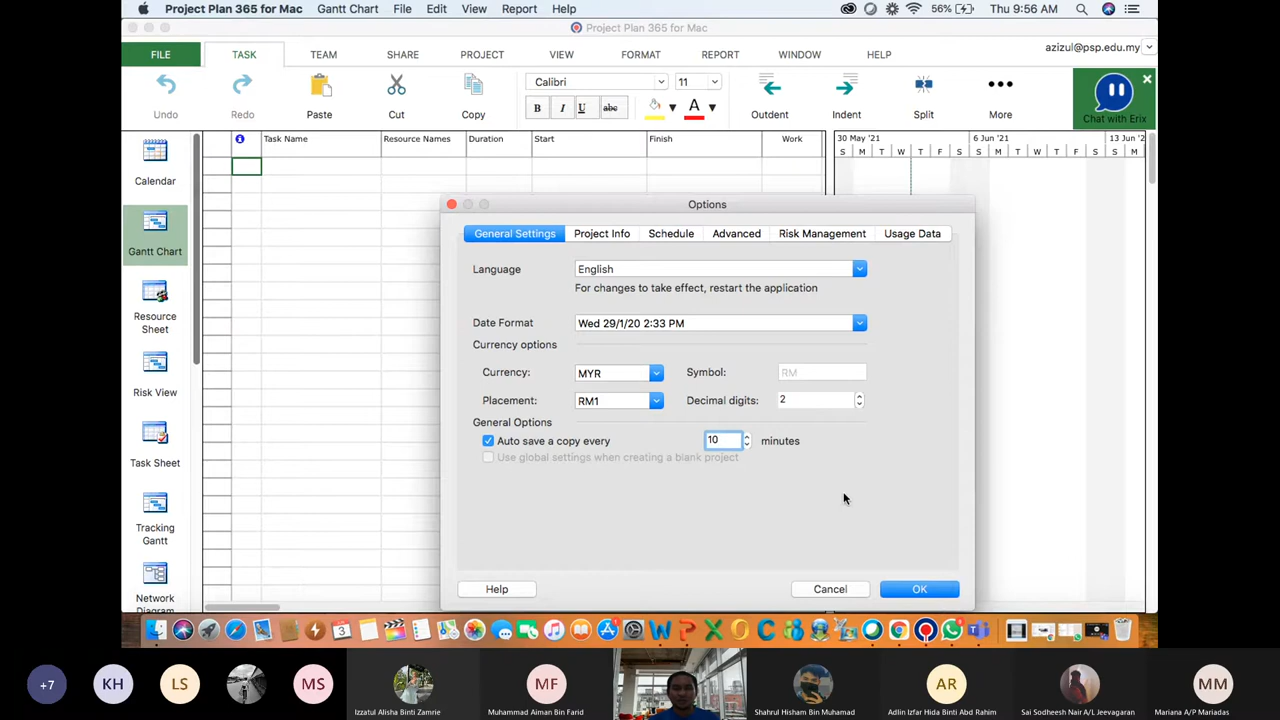 Project Plan 365 for Mac Gantt Chart File Edit View Report Help 56% Thu 9:56 AM
Project Plan 365 for Mac
FILE TASK TEAM SHARE PROJECT VIEW FORMAT REPORT WINDOW HELP azizul@psp.edu.my
Calibri 11
B I U abc A
Undo Redo Paste Cut Copy Outdent Indent Split More Chat with Erix
Task Name Resource Names Duration Start Finish Work 30 May '21 6 Jun '21 13 Jun '2
S M T W T F S S M T W T F S S M
Calendar
Gantt Chart
Resource
Sheet
Risk View
Task Sheet
Tracking
Gantt
Network
Diagram
Options
General Settings Project Info Schedule Advanced Risk Management Usage Data
Language English
For changes to take effect, restart the application
Date Format Wed 29/1/20 2:33 PM
Currency options
Currency: MYR Symbol: RM
Placement: RM1 Decimal digits: 2
General Options
Auto save a copy every 10 minutes
Use global settings when creating a blank project
Help Cancel OK
3
+7 KH LS MS MF AR MM
Izzatul Alisha Binti Zamrie Muhammad Aiman Bin Farid Shahrul Hisham Bin Muhamad Adlin Izfar Hida Binti Abd Rahim Sai Sodheesh Nair A/L Jeevagaran Mariana A/P Mariadas